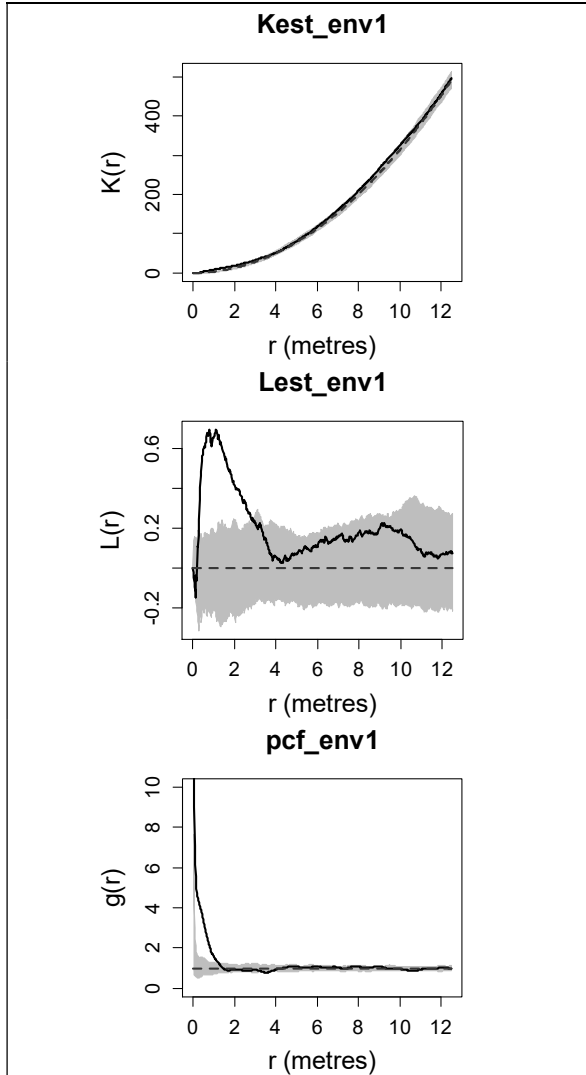 Kest_env1
K(r)
400
200
0
0 2 4 6 8 10 12
r (metres)
Lest_env1
L(r)
0.6
0.2
-0.2
0 2 4 6 8 10 12
r (metres)
pcf_env1
g(r)
10
8
6
4
2
0
0 2 4 6 8 10 12
r (metres)